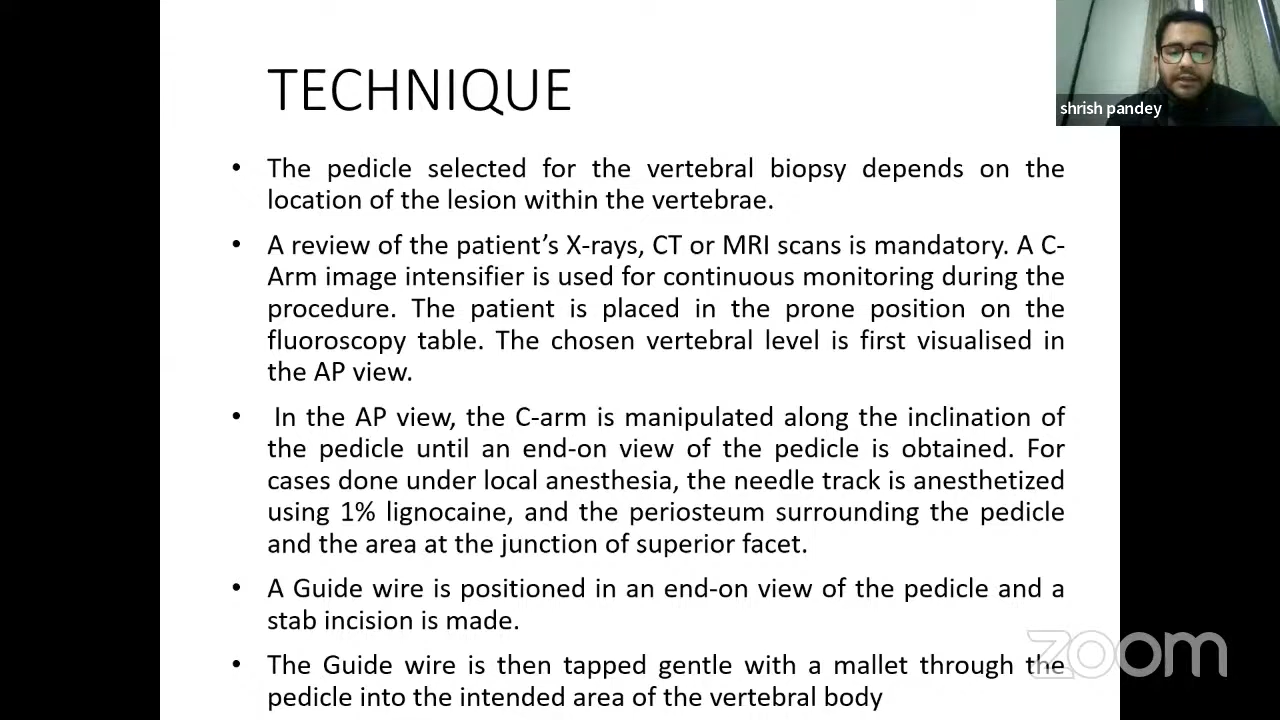 TECHNIQUE
shrish pandey
• The pedicle selected for the vertebral biopsy depends on the
location of the lesion within the vertebrae.
• A review of the patient’s X-rays, CT or MRI scans is mandatory. A C-
Arm image intensifier is used for continuous monitoring during the
procedure. The patient is placed in the prone position on the
fluoroscopy table. The chosen vertebral level is first visualised in
the AP view.
• In the AP view, the C-arm is manipulated along the inclination of
the pedicle until an end-on view of the pedicle is obtained. For
cases done under local anesthesia, the needle track is anesthetized
using 1% lignocaine, and the periosteum surrounding the pedicle
and the area at the junction of superior facet.
• A Guide wire is positioned in an end-on view of the pedicle and a
stab incision is made.
• The Guide wire is then tapped gentle with a mallet through the
pedicle into the intended area of the vertebral body
zoom